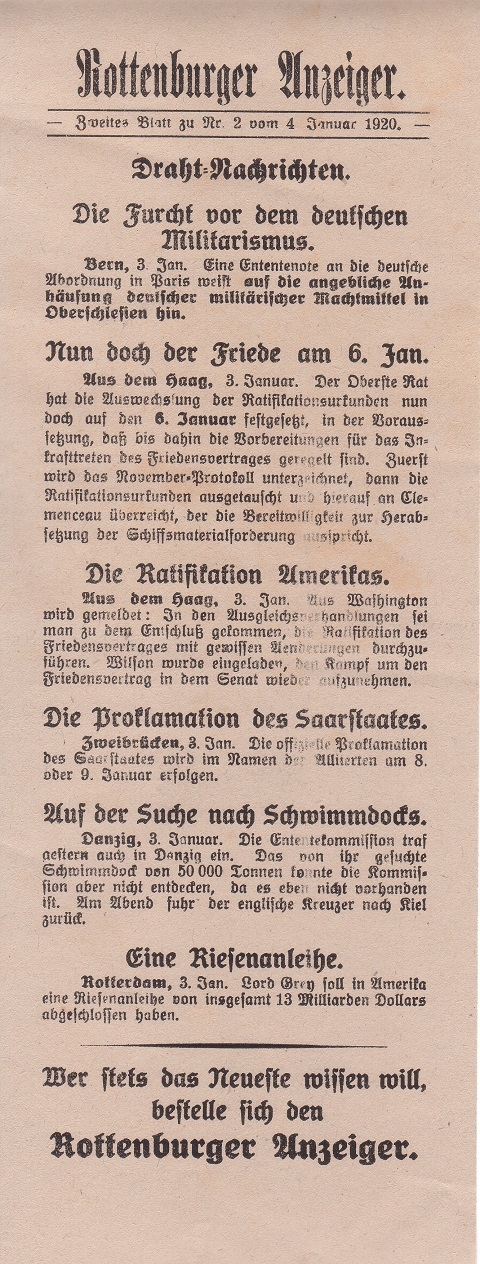 Rottenburger Anzeiger.
— Zweites Blatt zu Nr. 2 vom 4 Januar 1920. —
Draht-Nachrichten.
Die Furcht vor dem deutschen
Militarismus.
Bern, 3. Jan. Eine Ententenote an die deutsche
Abordnung in Paris weist auf die angebliche An-
häufung deutscher militärischer Machtmittel in
Oberschlesien hin.
Nun doch der Friede am 6. Jan.
Aus dem Haag, 3. Januar. Der Oberste Rat
hat die Auswechslung der Ratifikationsurkunden nun
doch auf den 6. Januar festgesetzt, in der Voraus-
setzung, daß bis dahin die Vorbereitungen für das In-
krafttreten des Friedensvertrages geregelt sind. Zuerst
wird das November-Protokoll unterzeichnet, dann die
Ratifikationsurkunden ausgetauscht und hierauf an Cle-
menceau überreicht, der die Bereitwilligkeit zur Herab-
setzung der Schiffsmaterialforderung ausspricht.
Die Ratifikation Amerikas.
Aus dem Haag, 3. Jan. Aus Washington
wird gemeldet: In den Ausgleichsverhandlungen sei
man zu dem Entschluß gekommen, die Ratifikation des
Friedensvertrages mit gewissen Aenderungen durchzu-
führen. Wilson wurde eingeladen, den Kampf um den
Friedensvertrag in dem Senat wieder aufzunehmen.
Die Proklamation des Saarstaates.
Zweibrücken, 3. Jan. Die offizielle Proklamation
des Saarstaates wird im Namen der Alliierten am 8.
oder 9. Januar erfolgen.
Auf der Suche nach Schwimmdocks.
Danzig, 3. Januar. Die Ententekommission traf
gestern auch in Danzig ein. Das von ihr gesuchte
Schwimmdock von 50 000 Tonnen konnte die Kommis-
sion aber nicht entdecken, da es eben nicht vorhanden
ist. Am Abend fuhr der englische Kreuzer nach Kiel
zurück.
Eine Riesenanleihe.
Rotterdam, 3. Jan. Lord Grey soll in Amerika
eine Riesenanleihe von insgesamt 13 Milliarden Dollars
abgeschlossen haben.
Wer stets das Neueste wissen will,
bestelle sich den
Rottenburger Anzeiger.